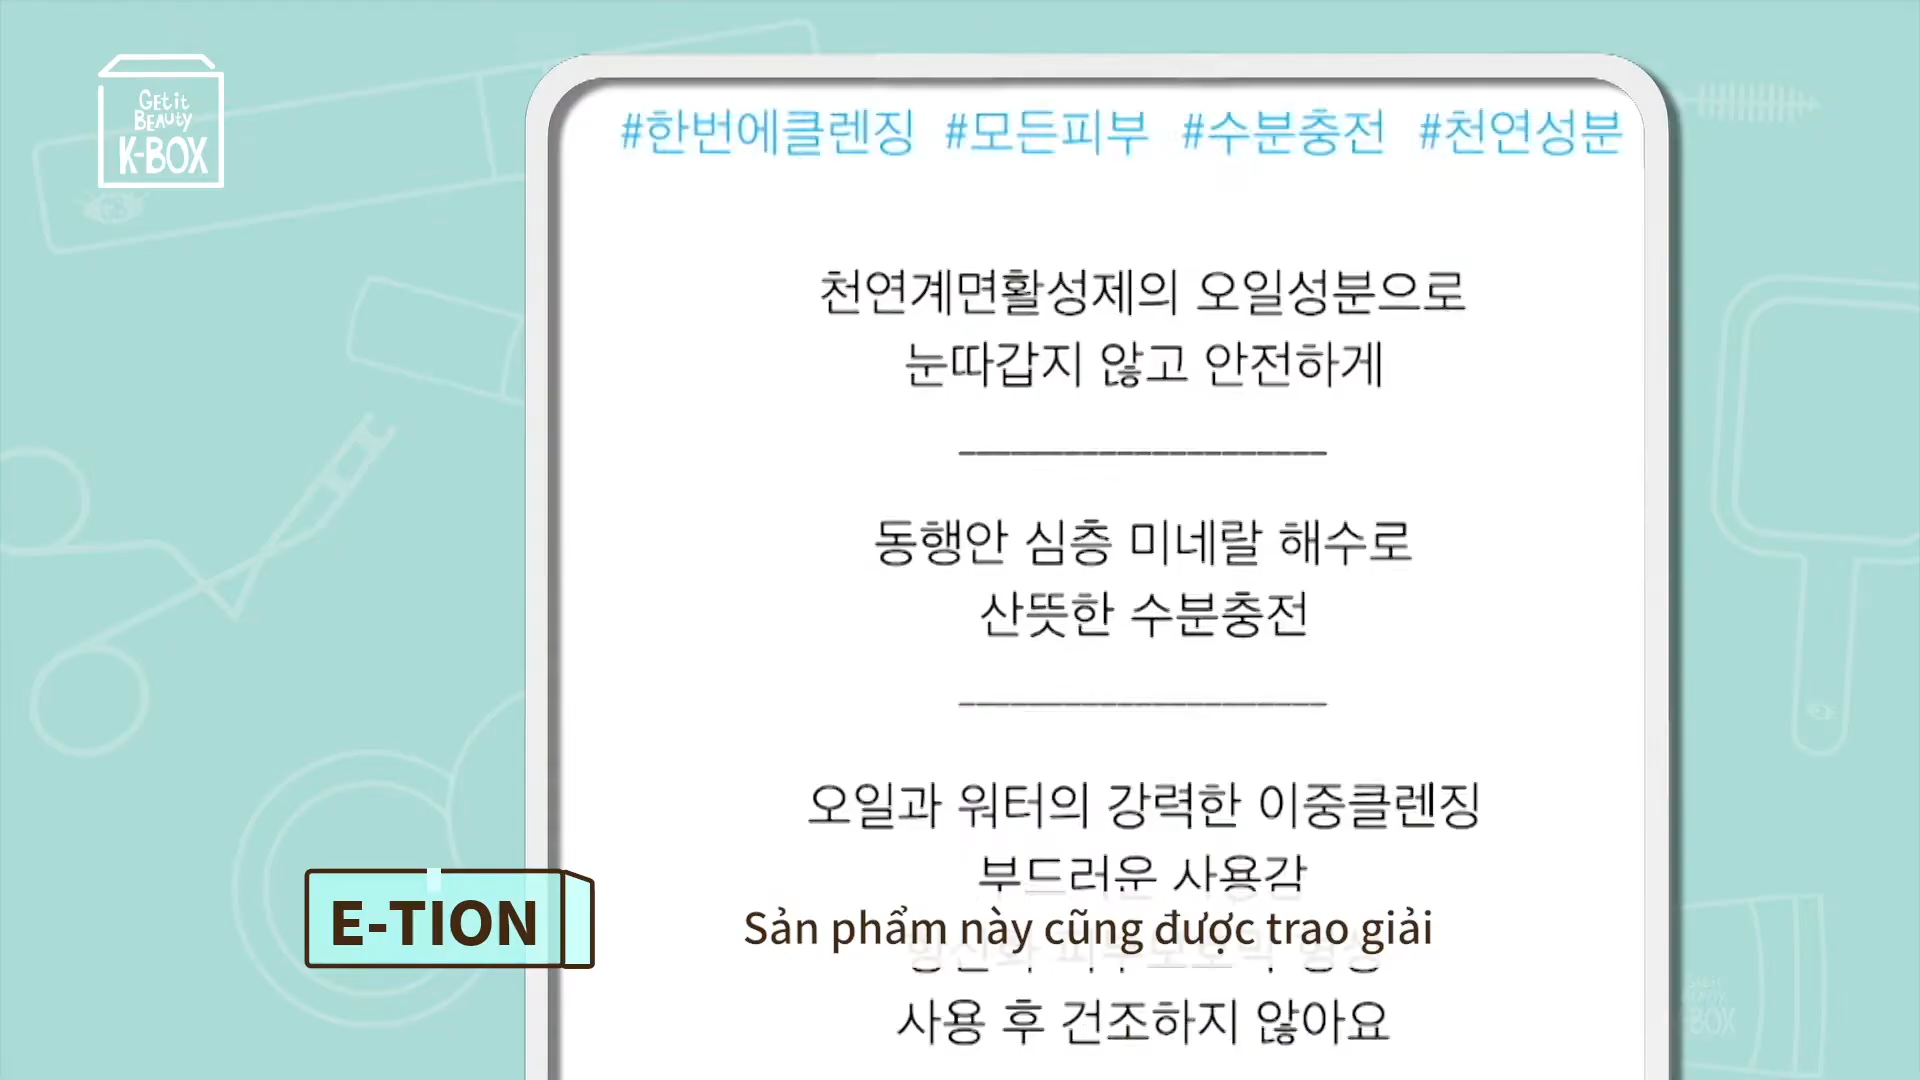 GEt it
BEAuty
K-BOX
#한번에클렌징 #모든피부 #수분충전 #천연성분
천연계면활성제의 오일성분으로
눈따갑지 않고 안전하게
동행안 심층 미네랄 해수로
산뜻한 수분충전
오일과 워터의 강력한 이중클렌징
부드러운 사용감
E-TION
Sản phẩm này cũng được trao giải
사용 후 건조하지 않아요